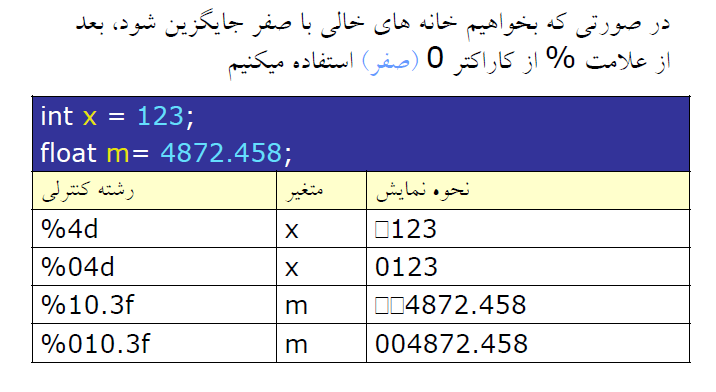 در صورتی که بخواهیم خانه های خالی با صفر جایگزین شود، بعد
از علامت % از کاراکتر 0 (صفر) استفاده میکنیم
int x = 123;
float m= 4872.458;
رشته کنترلی متغیر نحوه نمایش
%4d x □123
%04d x 0123
%10.3f m □□4872.458
%010.3f m 004872.458